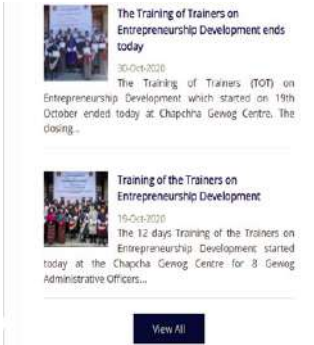 The Training of Trainers on
Entrepreneurship Development ends
today
30-Oct-2020
The Training of Trainers (TOT) on
Entrepreneurship Development which started on 19th
October ended today at Chapchha Gewog Centre. The
closing...
Training of the Trainers on
Entrepreneurship Development
19-Oct-2020
The 12 days Training of the Trainers on
Entrepreneurship Development started
today at the Chapcha Gewog Centre for 8 Gewog
Administrative Officers...
View All